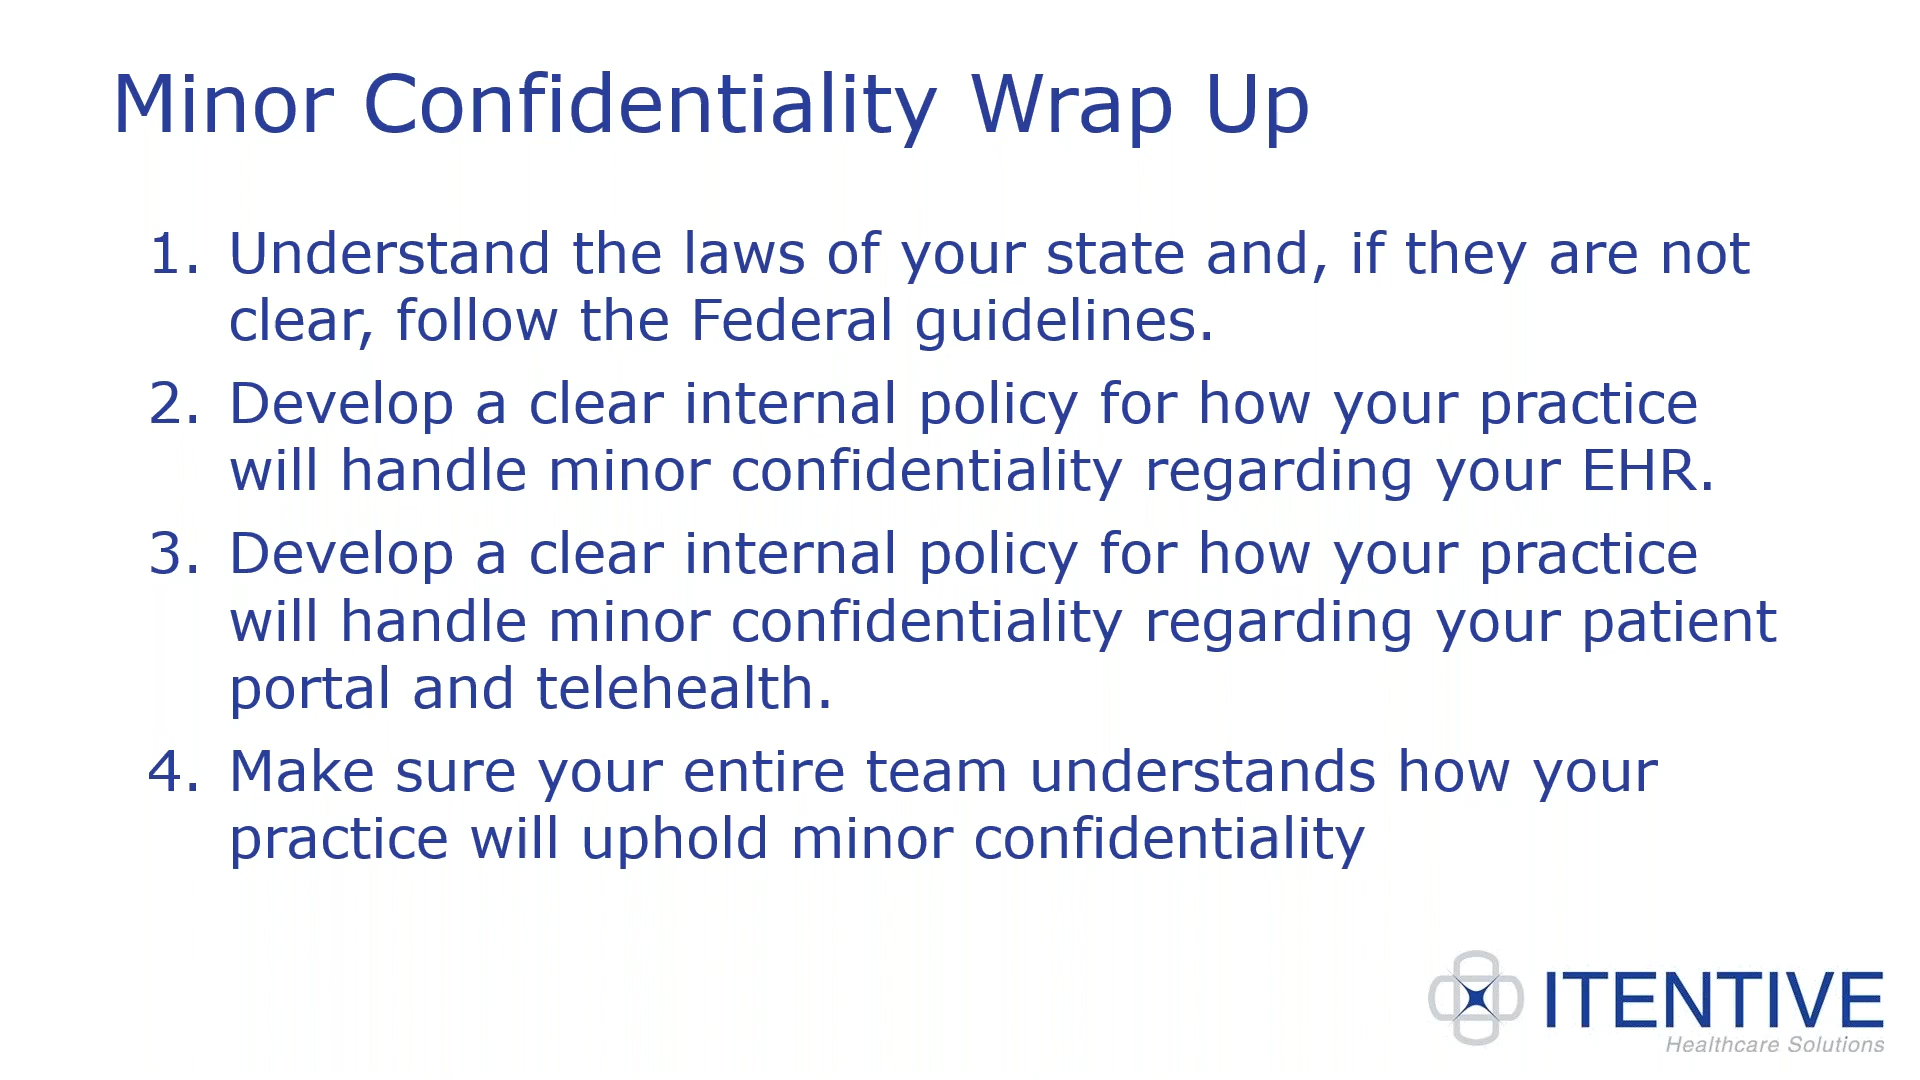 Minor Confidentiality Wrap Up
1. Understand the laws of your state and, if they are not
clear, follow the Federal guidelines.
2. Develop a clear internal policy for how your practice
will handle minor confidentiality regarding your EHR.
3. Develop a clear internal policy for how your practice
will handle minor confidentiality regarding your patient
portal and telehealth.
4. Make sure your entire team understands how your
practice will uphold minor confidentiality
ITENTIVE
Healthcare Solutions